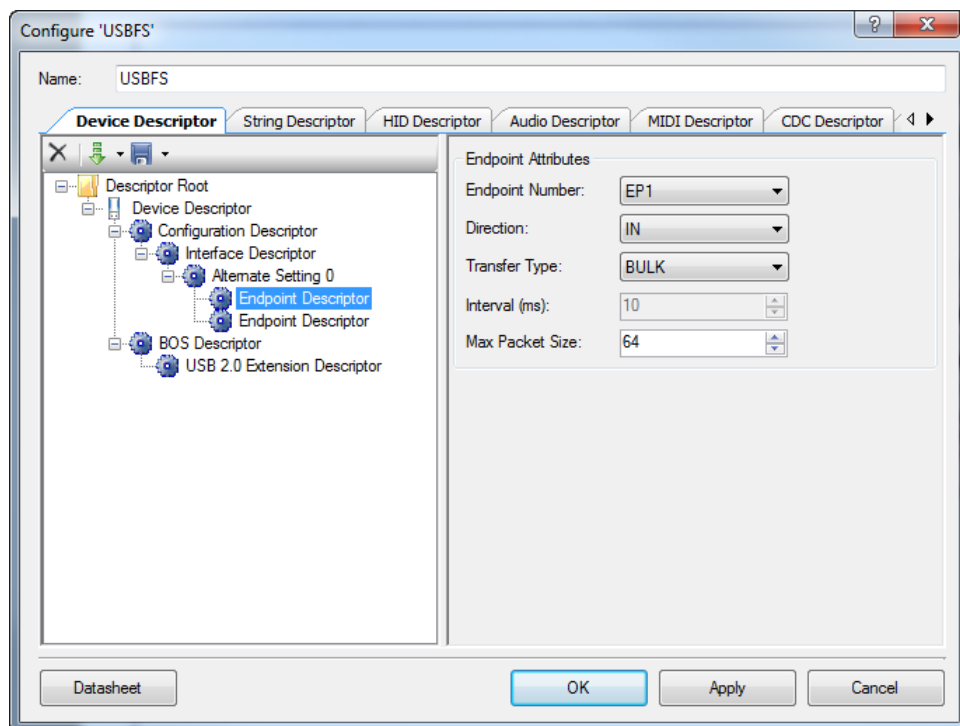 Configure 'USBFS'
Name: USBFS
Device Descriptor String Descriptor HID Descriptor Audio Descriptor MIDI Descriptor CDC Descriptor
Descriptor Root
Device Descriptor
Configuration Descriptor
Interface Descriptor
Alternate Setting 0
Endpoint Descriptor
Endpoint Descriptor
BOS Descriptor
USB 2.0 Extension Descriptor
Endpoint Attributes
Endpoint Number: EP1
Direction: IN
Transfer Type: BULK
Interval (ms): 10
Max Packet Size: 64
Datasheet OK Apply Cancel